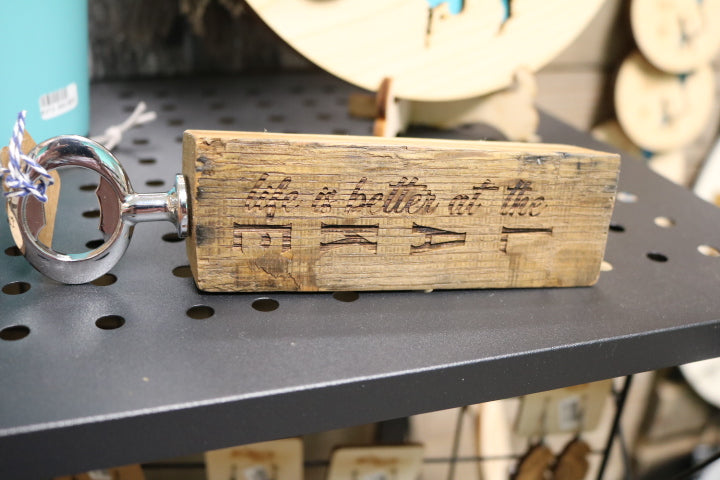 life is better at the